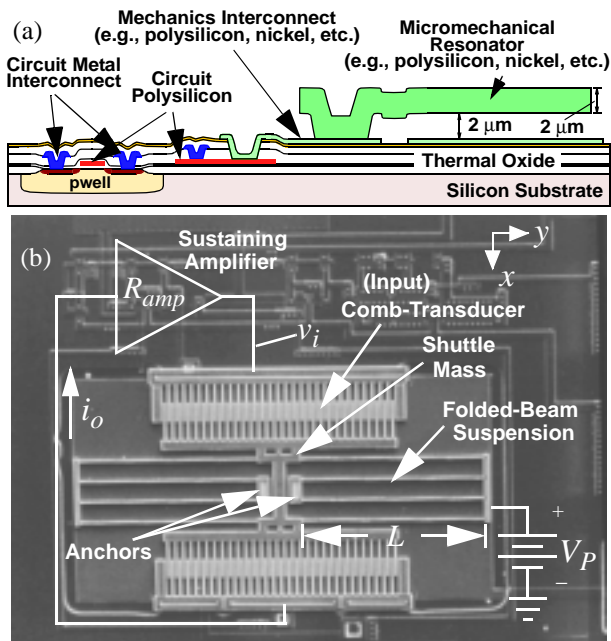 (a)
Mechanics Interconnect
(e.g., polysilicon, nickel, etc.)
Micromechanical
Resonator
(e.g., polysilicon, nickel, etc.)
Circuit Metal
Interconnect
Circuit
Polysilicon
2 μm
2 μm
Thermal Oxide
pwell
Silicon Substrate
(b)
Sustaining
Amplifier
y
x
R_amp
(Input)
Comb-Transducer
v_i
Shuttle
Mass
i_o
Folded-Beam
Suspension
Anchors
L
+
V_P
−